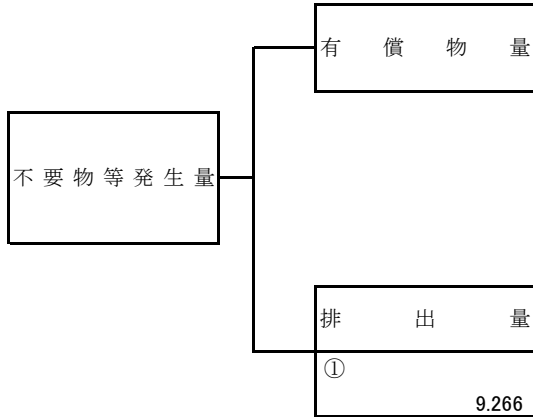 有償物量
不要物等発生量
排出量
①
9.266